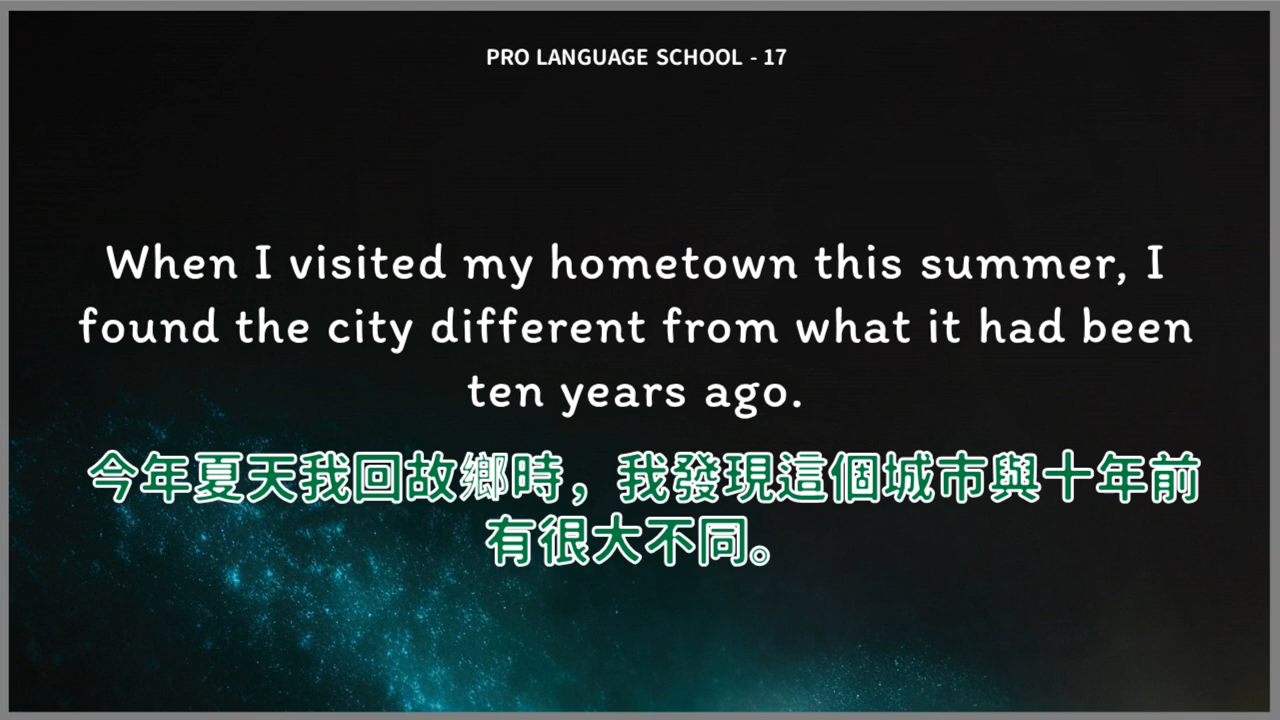 PRO LANGUAGE SCHOOL - 17
When I visited my hometown this summer, I
found the city different from what it had been
ten years ago.
今年夏天我回故鄉時，我發現這個城市與十年前
有很大不同。